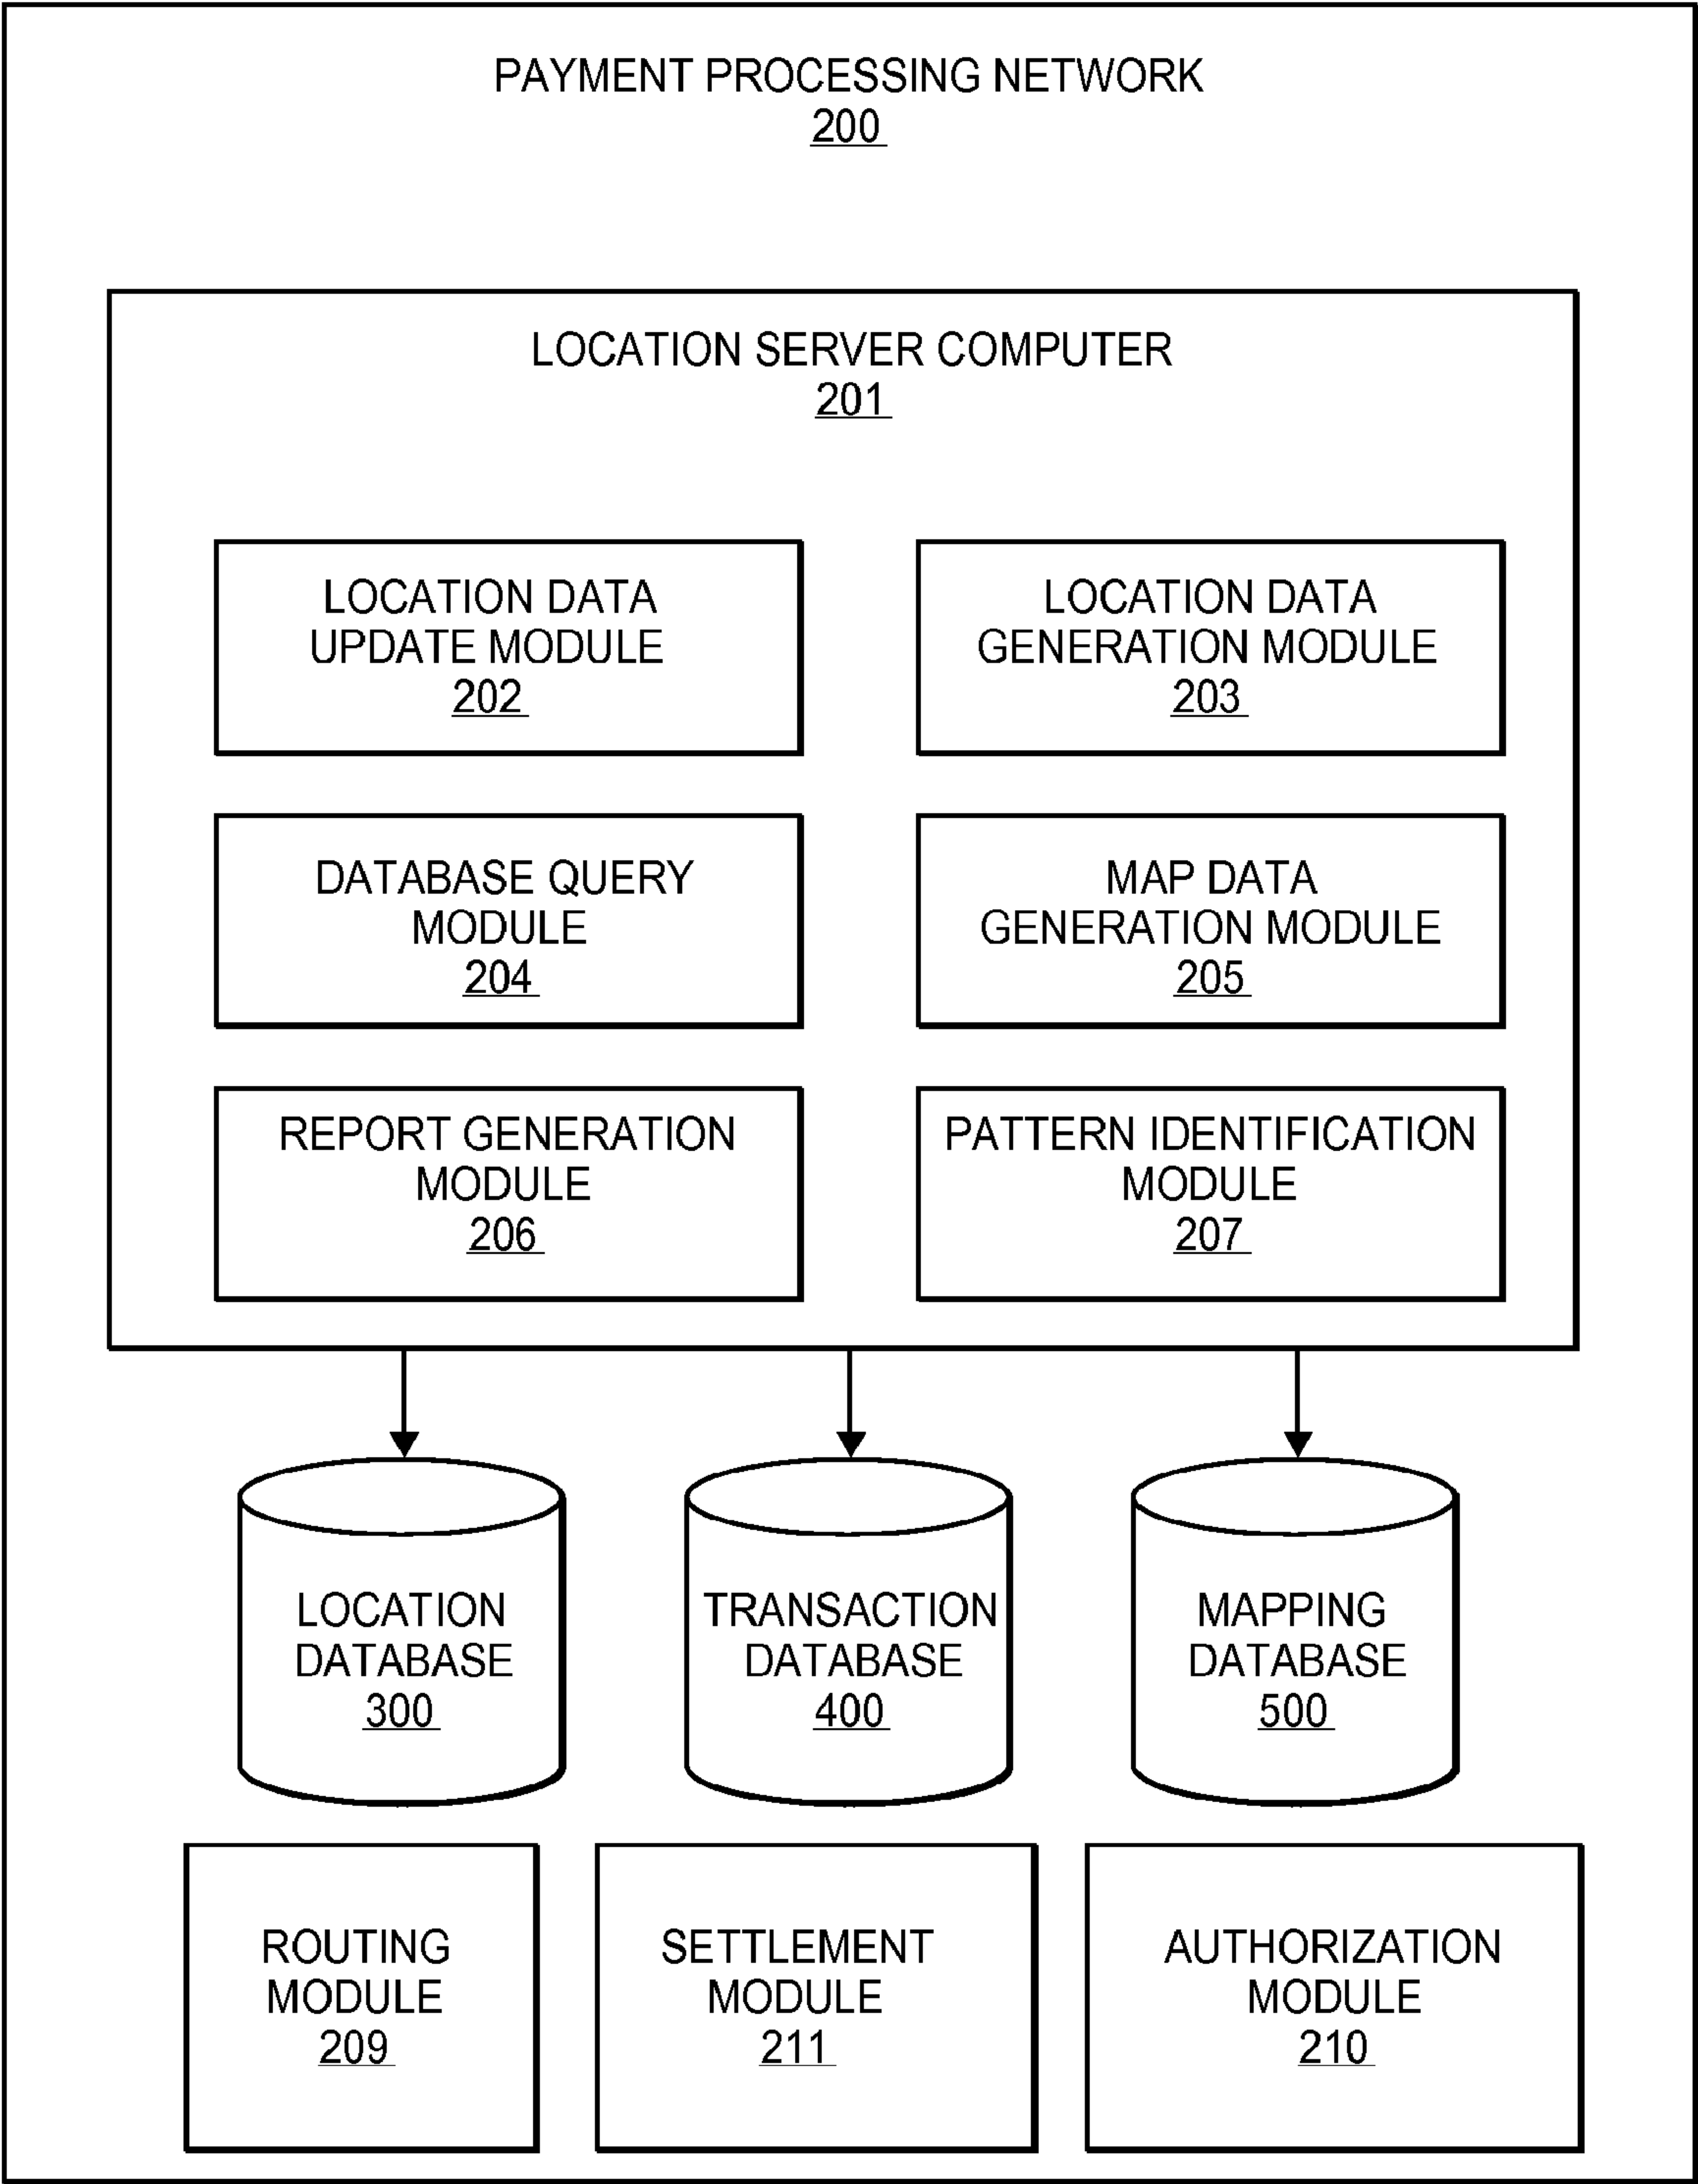 PAYMENT PROCESSING NETWORK
200
LOCATION SERVER COMPUTER
201
LOCATION DATA
UPDATE MODULE
202
LOCATION DATA
GENERATION MODULE
203
DATABASE QUERY
MODULE
204
MAP DATA
GENERATION MODULE
205
REPORT GENERATION
MODULE
206
PATTERN IDENTIFICATION
MODULE
207
LOCATION
DATABASE
300
TRANSACTION
DATABASE
400
MAPPING
DATABASE
500
ROUTING
MODULE
209
SETTLEMENT
MODULE
211
AUTHORIZATION
MODULE
210